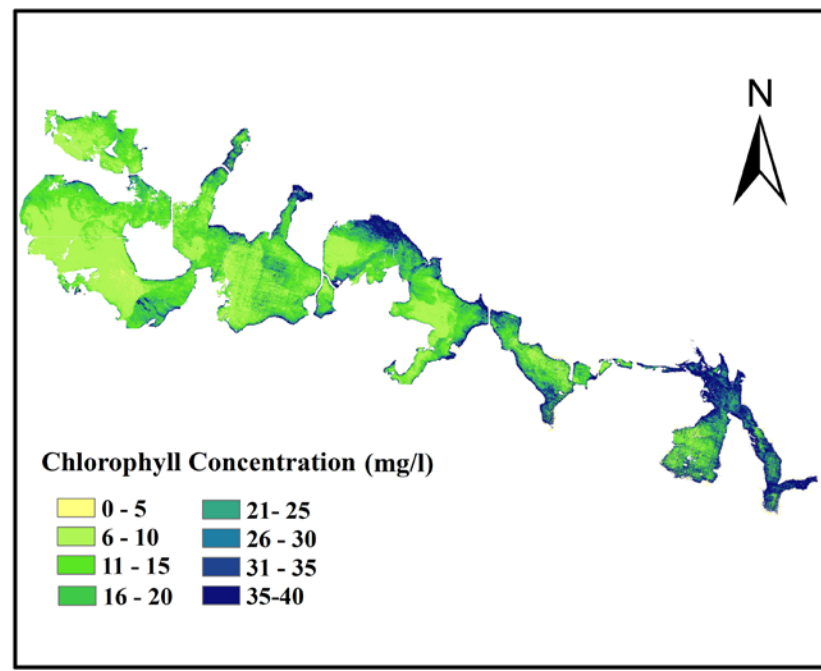 N
Chlorophyll Concentration (mg/l)
0 - 5
6 - 10
11 - 15
16 - 20
21- 25
26 - 30
31 - 35
35-40